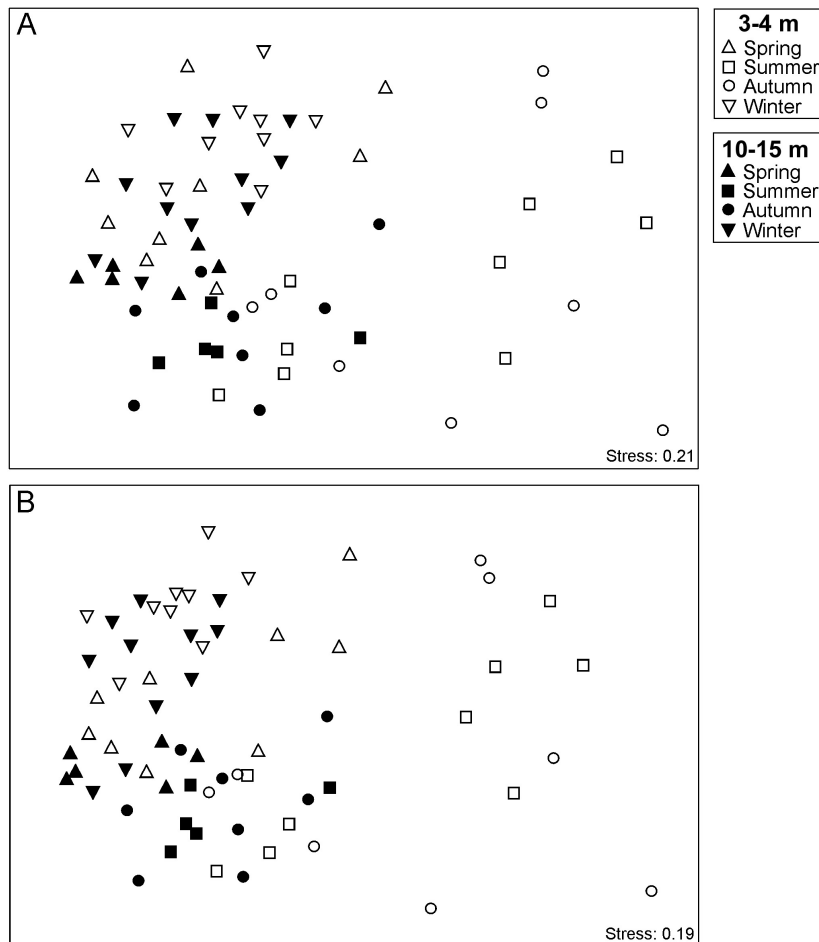 A
3-4 m
Spring
Summer
Autumn
Winter
10-15 m
Spring
Summer
Autumn
Winter
Stress: 0.21
B
Stress: 0.19